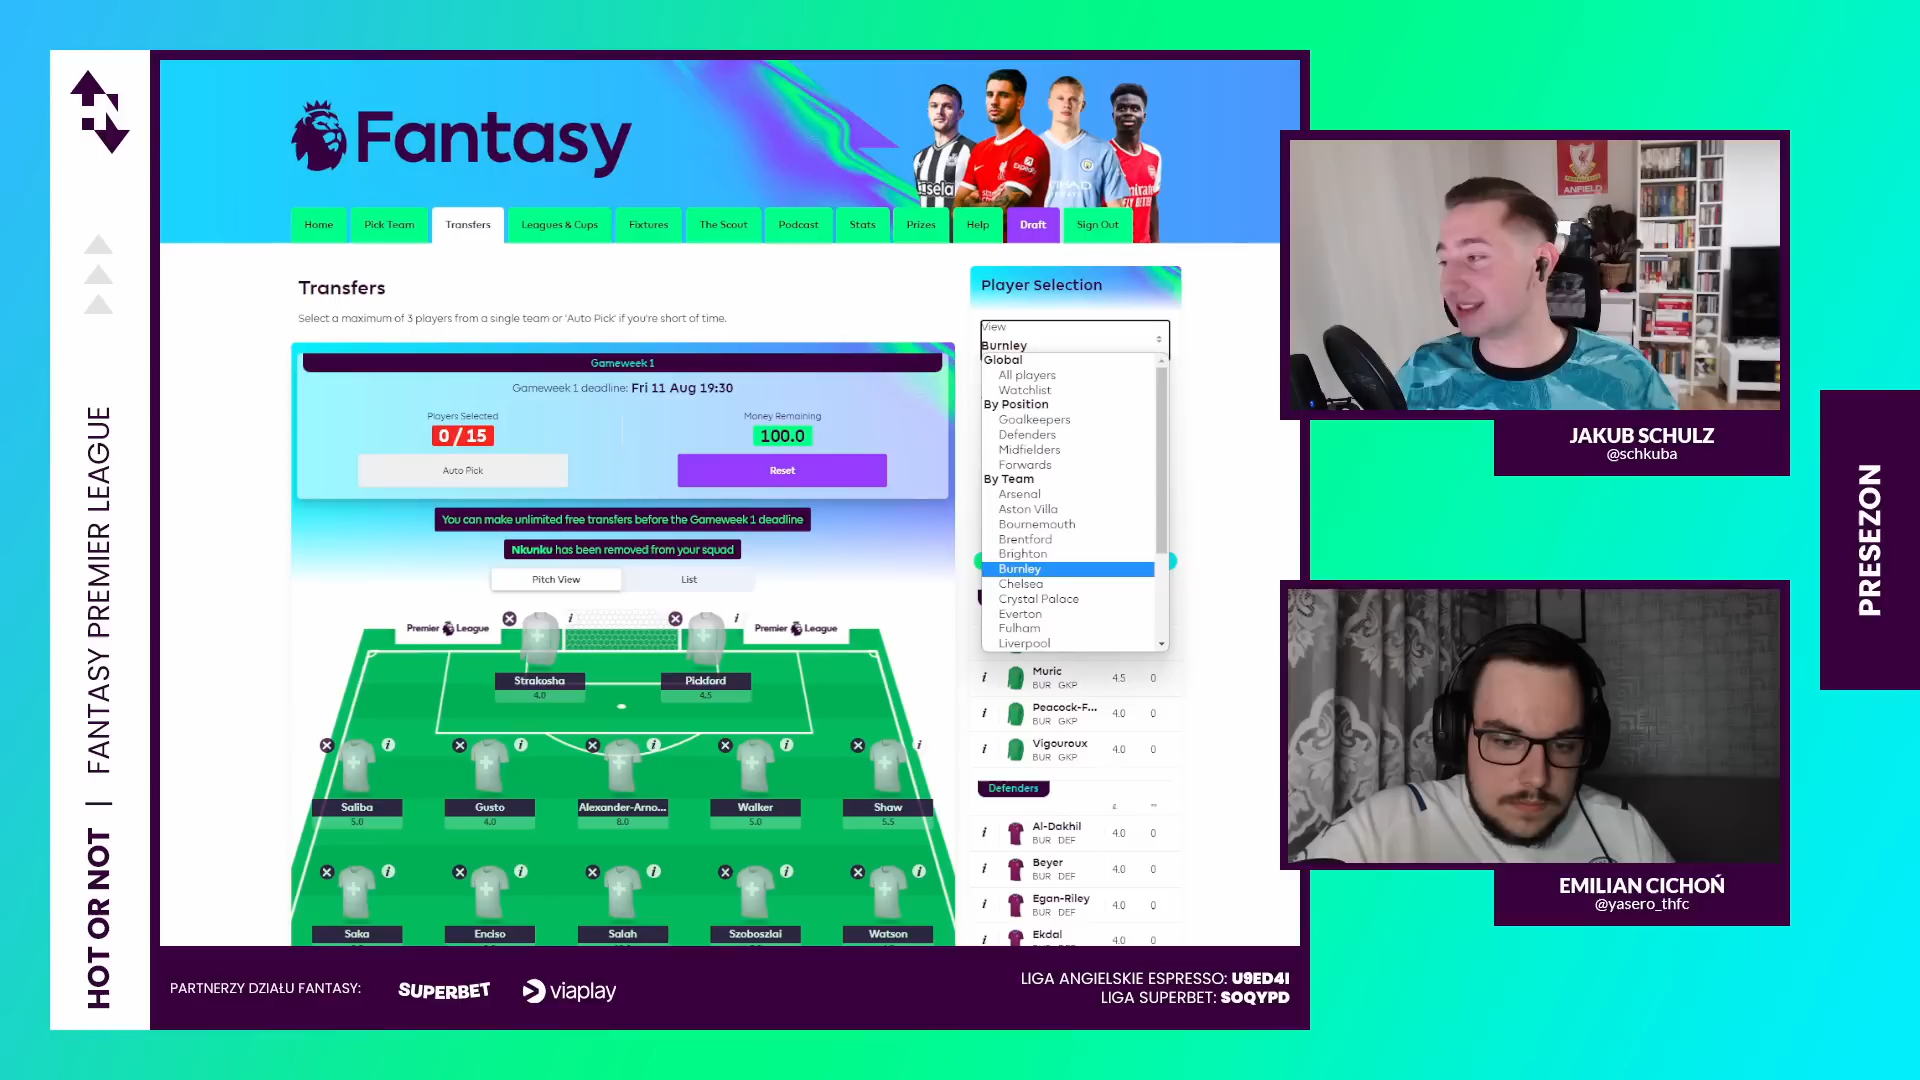 HOT OR NOT | FANTASY PREMIER LEAGUE
Fantasy
Home
Pick Team
Transfers
Leagues & Cups
Fixtures
The Scout
Podcast
Stats
Prizes
Help
Draft
Sign Out
Transfers
Select a maximum of 3 players from a single team or 'Auto Pick' if you're short of time.
Gameweek 1
Gameweek 1 deadline: Fri 11 Aug 19:30
Players Selected
0 / 15
Money Remaining
100.0
Auto Pick
Reset
You can make unlimited free transfers before the Gameweek 1 deadline
Nkunku has been removed from your squad
Pitch View
List
Premier League
Premier League
Strakosha
4.0
Pickford
4.5
Saliba
5.0
Gusto
4.0
Alexander-Arno...
8.0
Walker
5.0
Shaw
5.5
Saka
Enciso
Salah
Szoboszlai
Watson
Player Selection
View
Burnley
Global
All players
Watchlist
By Position
Goalkeepers
Defenders
Midfielders
Forwards
By Team
Arsenal
Aston Villa
Bournemouth
Brentford
Brighton
Burnley
Chelsea
Crystal Palace
Everton
Fulham
Liverpool
Muric
BUR GKP
4.5 0
Peacock-F...
BUR GKP
4.0 0
Vigouroux
BUR GKP
4.0 0
Defenders
Al-Dakhil
BUR DEF
4.0 0
Beyer
BUR DEF
4.0 0
Egan-Riley
BUR DEF
4.0 0
Ekdal
4.0 0
ANFIELD
JAKUB SCHULZ
@schkuba
EMILIAN CICHOŃ
@yasero_thfc
PRESEZON
PARTNERZY DZIAŁU FANTASY:
SUPERBET
viaplay
LIGA ANGIELSKIE ESPRESSO: U9ED4I
LIGA SUPERBET: SOQYPD